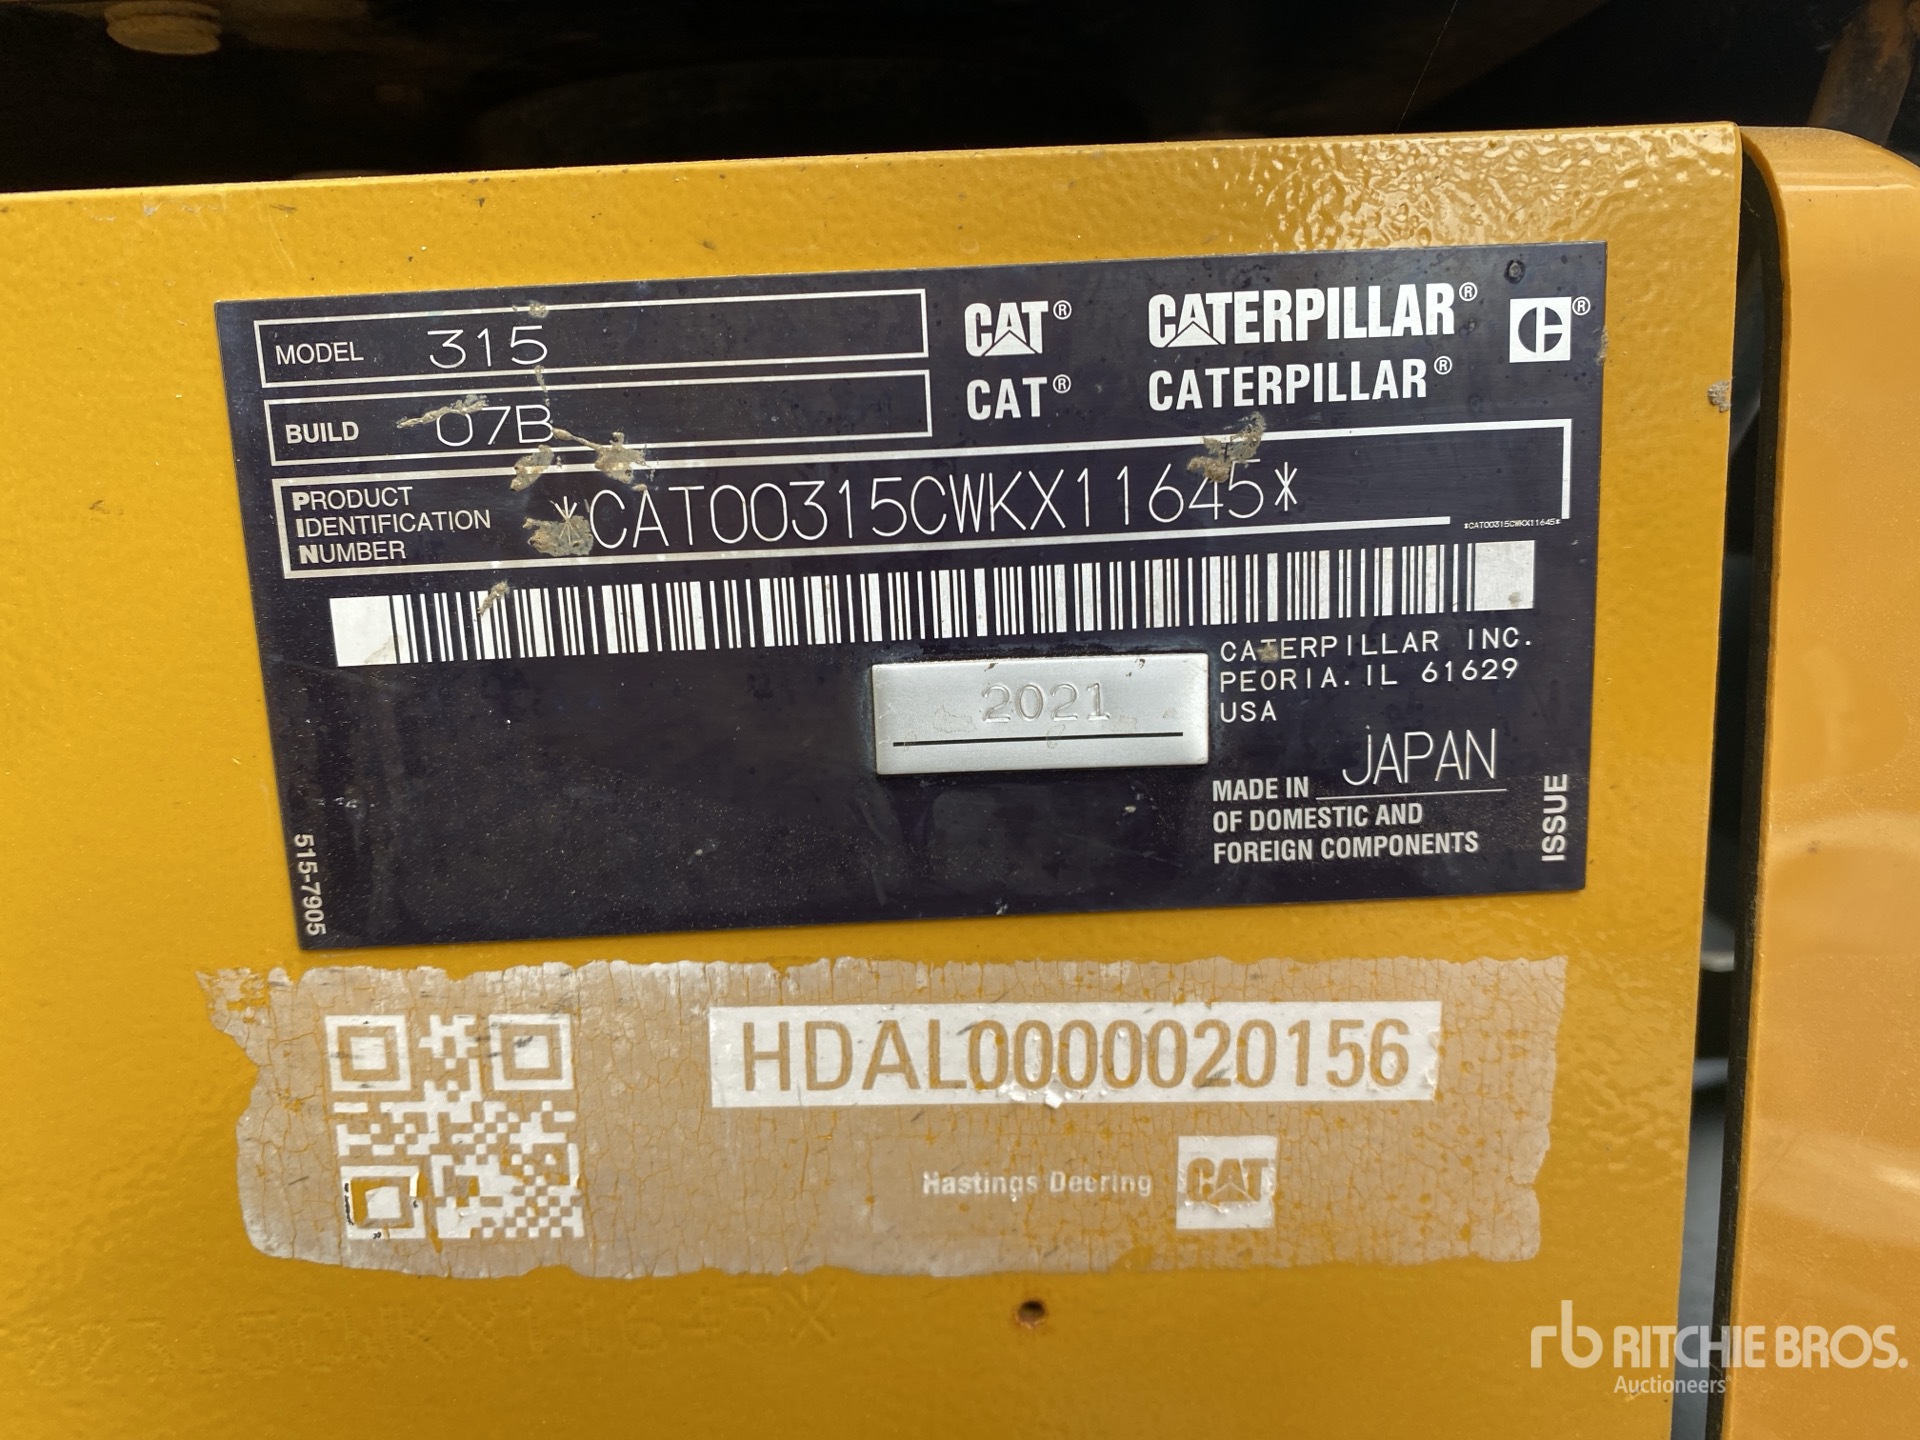 MODEL 315
BUILD 07B
CAT® CATERPILLAR® ®
CAT® CATERPILLAR®
PRODUCT
IDENTIFICATION
NUMBER
*CAT00315CWKX11645*
*CAT00315CWKX11645*
2021
CATERPILLAR INC.
PEORIA. IL 61629
USA
MADE IN JAPAN
OF DOMESTIC AND
FOREIGN COMPONENTS
ISSUE
515-7905
HDAL0000020156
Hastings Deering CAT
00315CWKX11645X
rb RITCHIE BROS.
Auctioneers